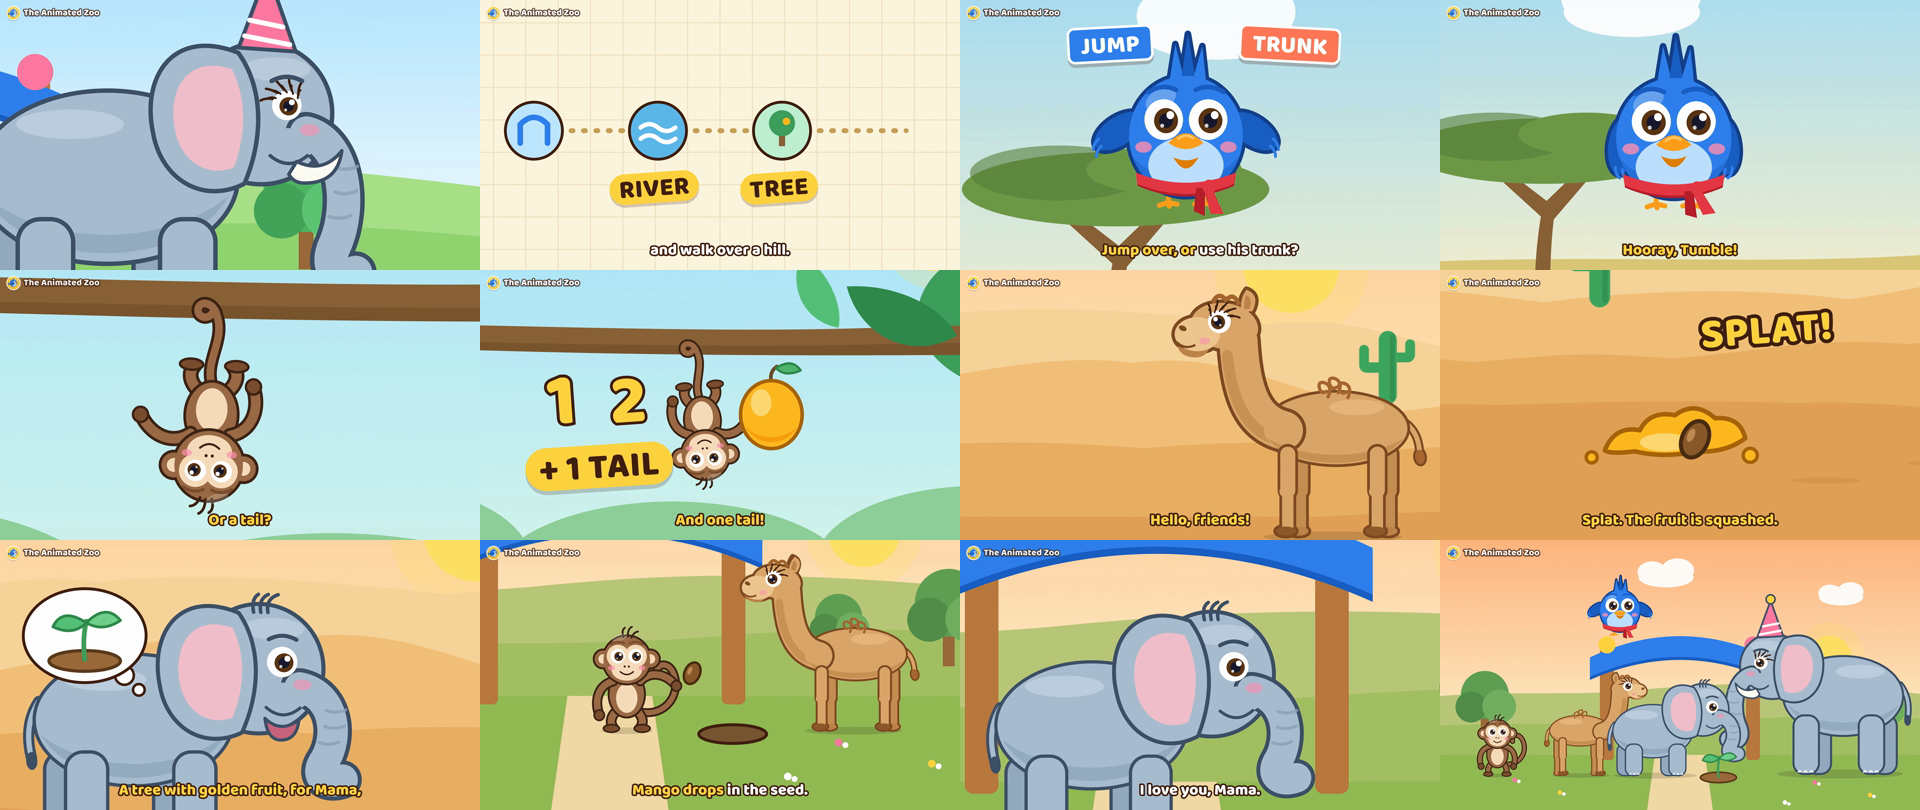 The Animated Zoo
The Animated Zoo
RIVER
TREE
and walk over a hill.
The Animated Zoo
JUMP
TRUNK
Jump over, or use his trunk?
The Animated Zoo
Hooray, Tumble!
The Animated Zoo
Or a tail?
The Animated Zoo
1 2
+ 1 TAIL
And one tail!
The Animated Zoo
Hello, friends!
The Animated Zoo
SPLAT!
Splat. The fruit is squashed.
The Animated Zoo
A tree with golden fruit, for Mama,
The Animated Zoo
Mango drops in the seed.
The Animated Zoo
I love you, Mama.
The Animated Zoo